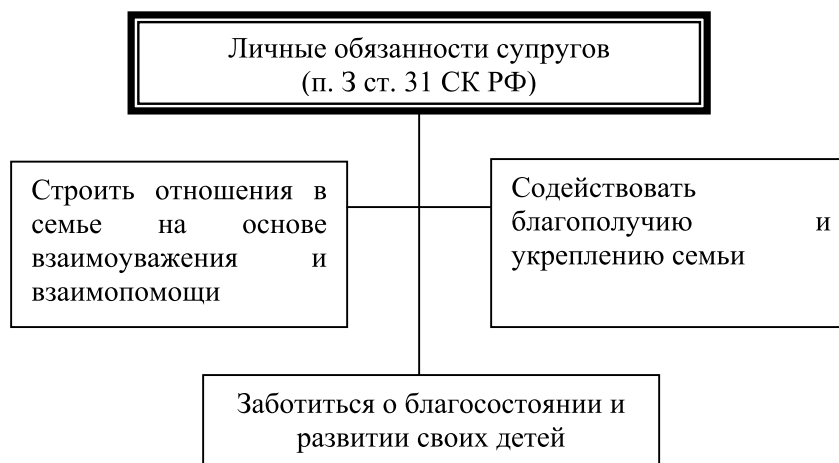 Личные обязанности супругов
(п. 3 ст. 31 СК РФ)
Строить отношения в
семье на основе
взаимоуважения и
взаимопомощи
Содействовать
благополучию и
укреплению семьи
Заботиться о благосостоянии и
развитии своих детей